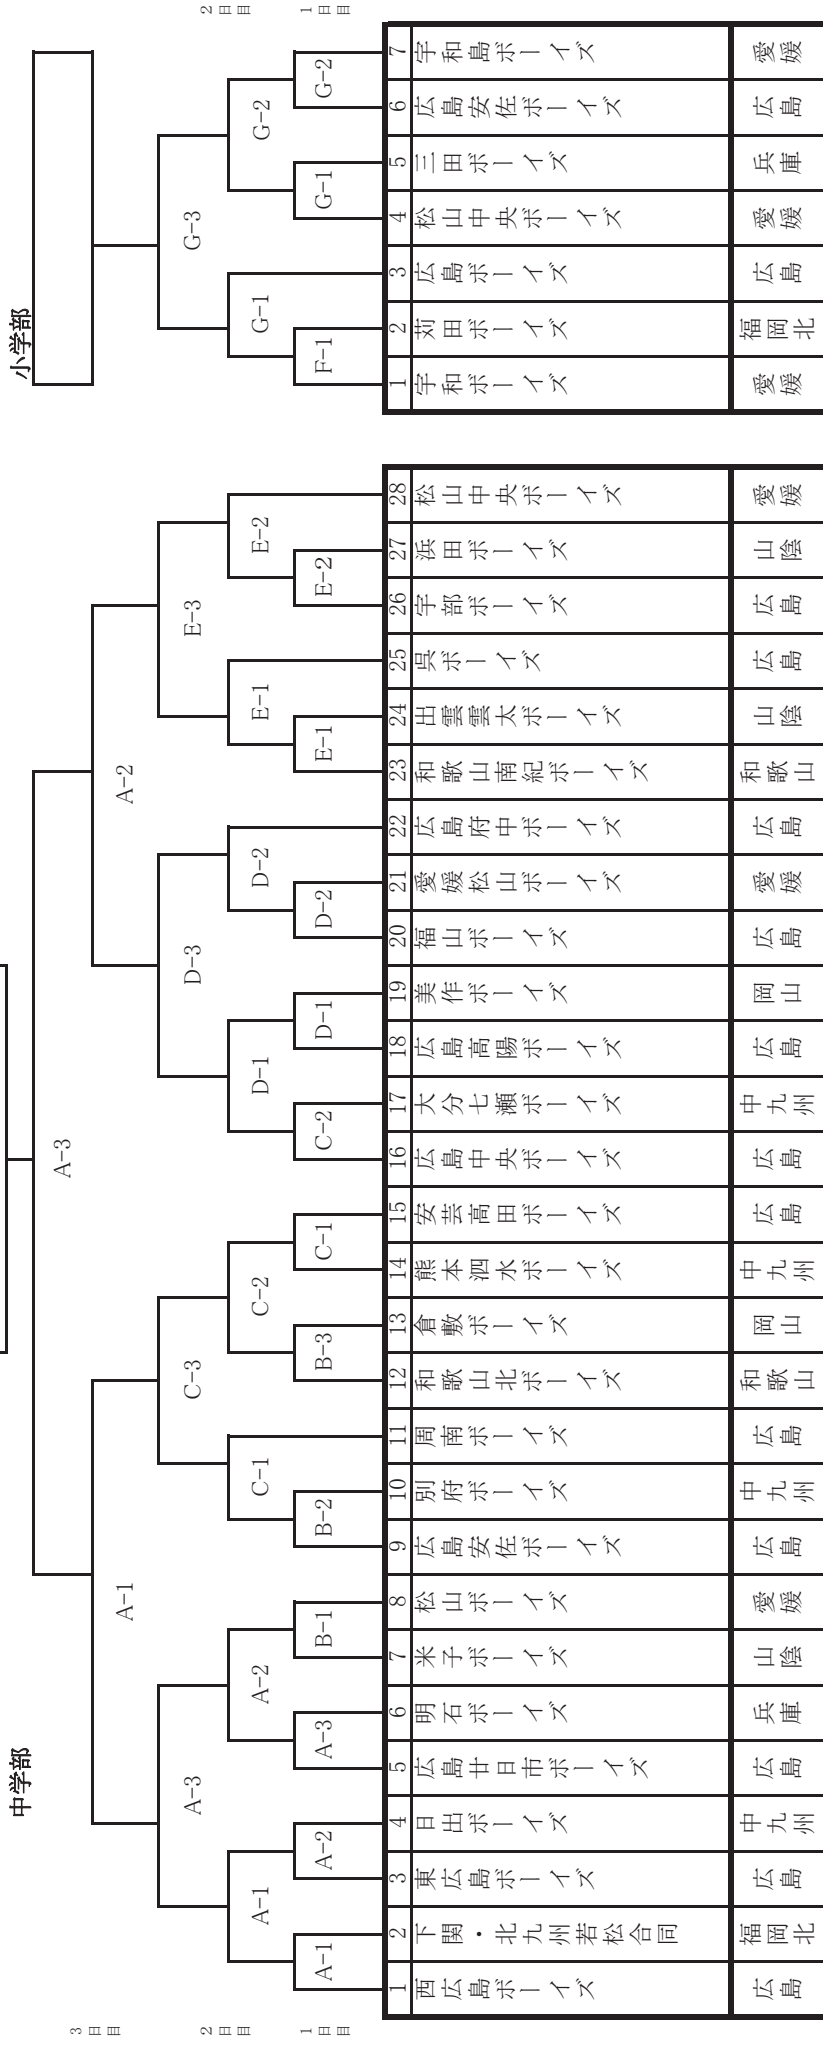 中学部
3日目
2日目
1日目
A-3
A-1
A-2
A-3
C-3
D-3
E-3
A-1
A-2
C-1
C-2
D-1
D-2
E-1
E-2
A-1
A-2
A-3
B-1
B-2
B-3
C-1
C-2
D-1
D-2
E-1
E-2
1 西広島ボーイズ 広島
2 下関・北九州若松合同 福岡北
3 東広島ボーイズ 広島
4 日出ボーイズ 中九州
5 広島廿日市ボーイズ 広島
6 明石ボーイズ 兵庫
7 米子ボーイズ 山陰
8 松山ボーイズ 愛媛
9 広島安佐ボーイズ 広島
10 別府ボーイズ 中九州
11 周南ボーイズ 広島
12 和歌山北ボーイズ 和歌山
13 倉敷ボーイズ 岡山
14 熊本泗水ボーイズ 中九州
15 安芸高田ボーイズ 広島
16 広島中央ボーイズ 広島
17 大分七瀬ボーイズ 中九州
18 広島高陽ボーイズ 広島
19 美作ボーイズ 岡山
20 福山ボーイズ 広島
21 愛媛松山ボーイズ 愛媛
22 広島府中ボーイズ 広島
23 和歌山南紀ボーイズ 和歌山
24 出雲雲太ボーイズ 山陰
25 呉ボーイズ 広島
26 宇部ボーイズ 広島
27 浜田ボーイズ 山陰
28 松山中央ボーイズ 愛媛
小学部
2日目
1日目
G-3
G-1
G-2
F-1
G-1
G-2
1 宇和ボーイズ 愛媛
2 苅田ボーイズ 福岡北
3 広島ボーイズ 広島
4 松山中央ボーイズ 愛媛
5 三田ボーイズ 兵庫
6 広島安佐ボーイズ 広島
7 宇和島ボーイズ 愛媛